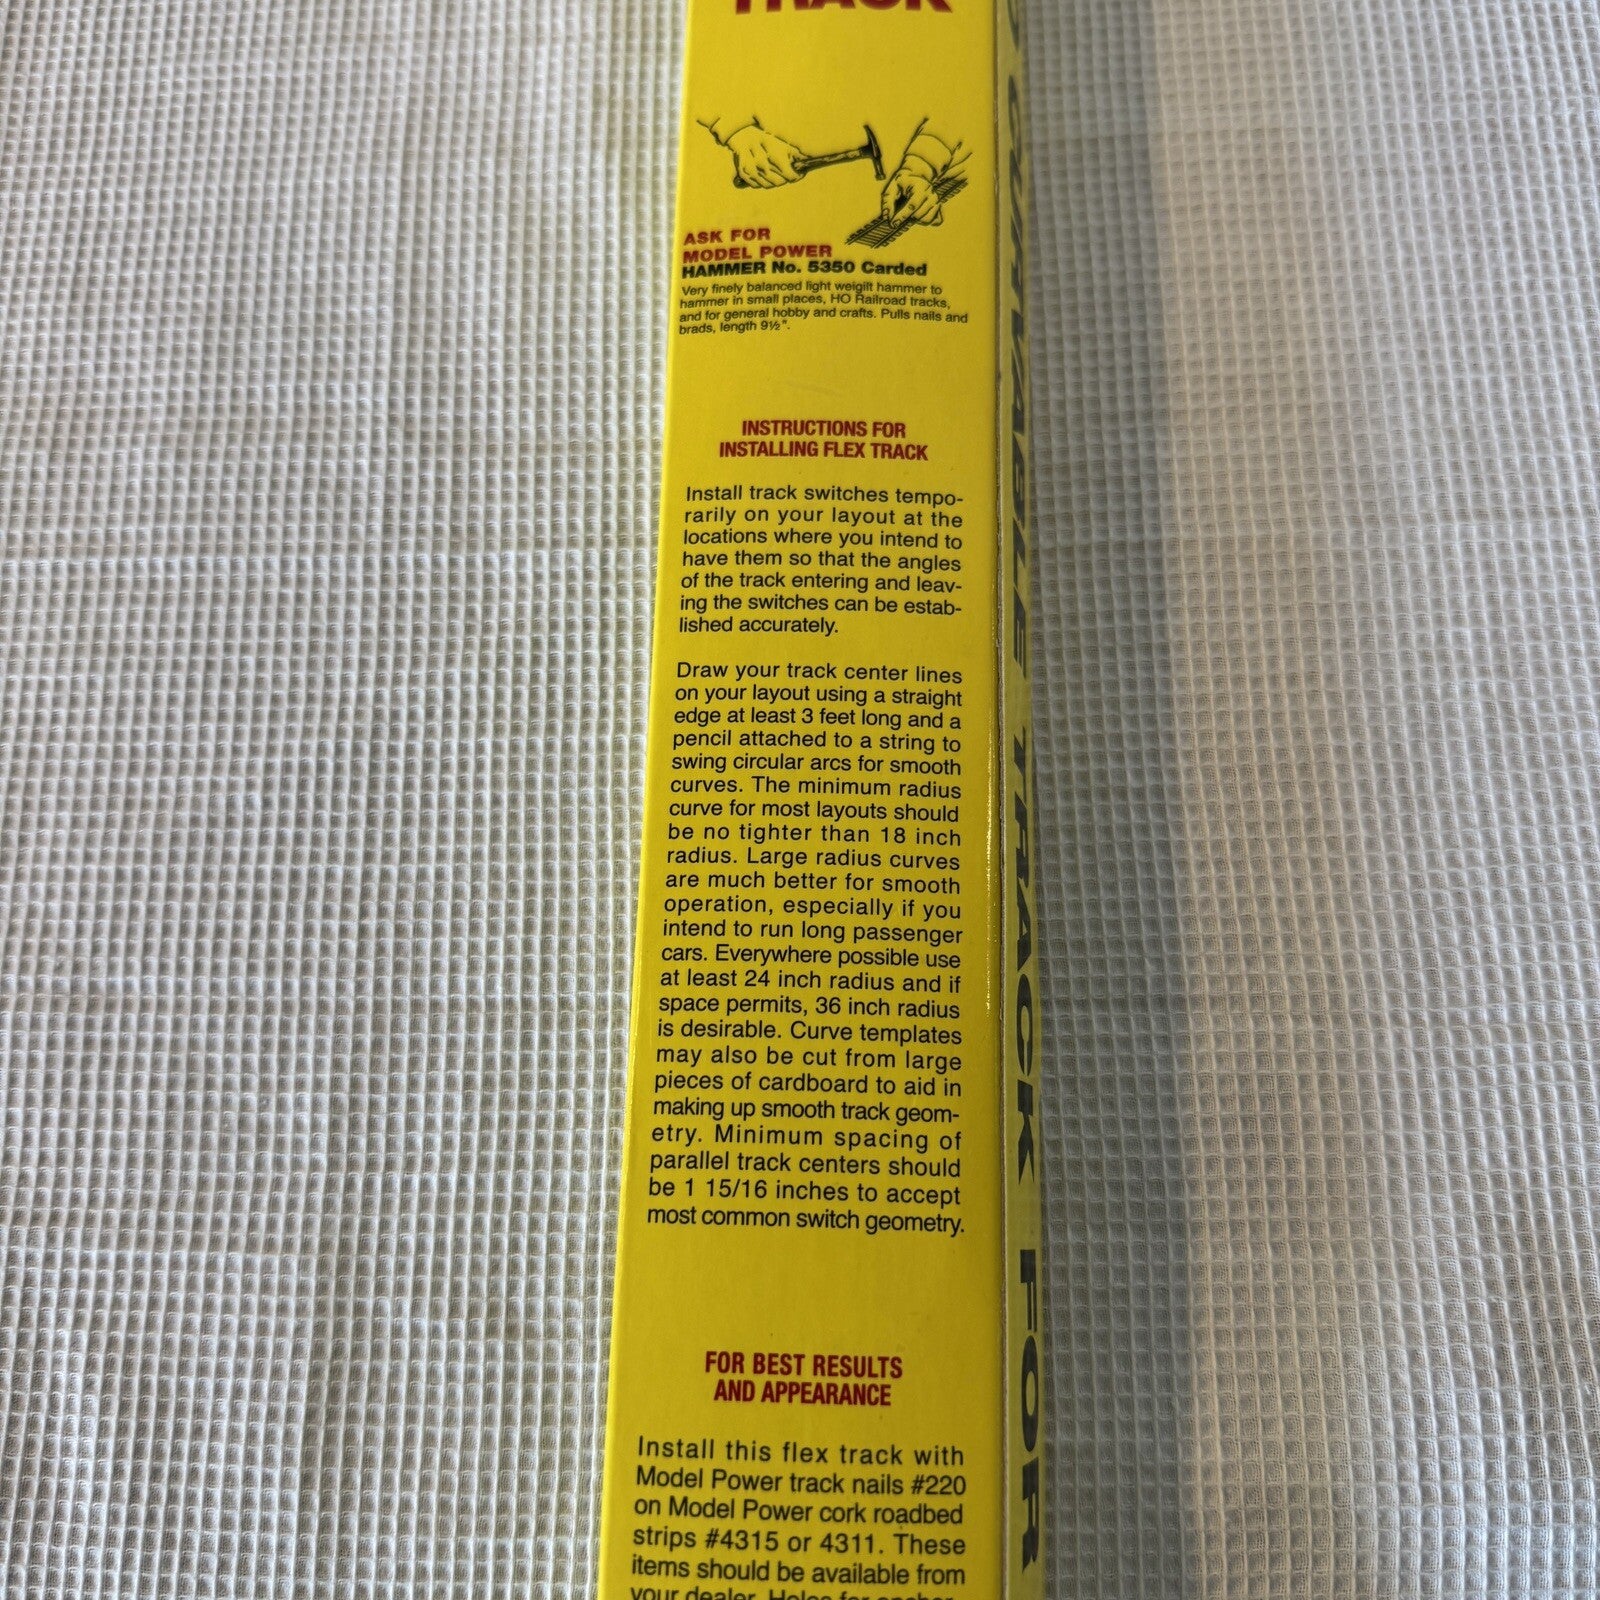 TRACK
ASK FOR
MODEL POWER
HAMMER No. 5350 Carded
Very finely balanced light weight hammer to
hammer in small places, HO Railroad tracks,
and for general hobby and crafts. Pulls nails and
brads, length 9½".
INSTRUCTIONS FOR
INSTALLING FLEX TRACK
Install track switches tempo-
rarily on your layout at the
locations where you intend to
have them so that the angles
of the track entering and leav-
ing the switches can be estab-
lished accurately.
Draw your track center lines
on your layout using a straight
edge at least 3 feet long and a
pencil attached to a string to
swing circular arcs for smooth
curves. The minimum radius
curve for most layouts should
be no tighter than 18 inch
radius. Large radius curves
are much better for smooth
operation, especially if you
intend to run long passenger
cars. Everywhere possible use
at least 24 inch radius and if
space permits, 36 inch radius
is desirable. Curve templates
may also be cut from large
pieces of cardboard to aid in
making up smooth track geom-
etry. Minimum spacing of
parallel track centers should
be 1 15/16 inches to accept
most common switch geometry.
FOR BEST RESULTS
AND APPEARANCE
Install this flex track with
Model Power track nails #220
on Model Power cork roadbed
strips #4315 or 4311. These
items should be available from
your dealer. Holes for anchor-
TRACK FOR